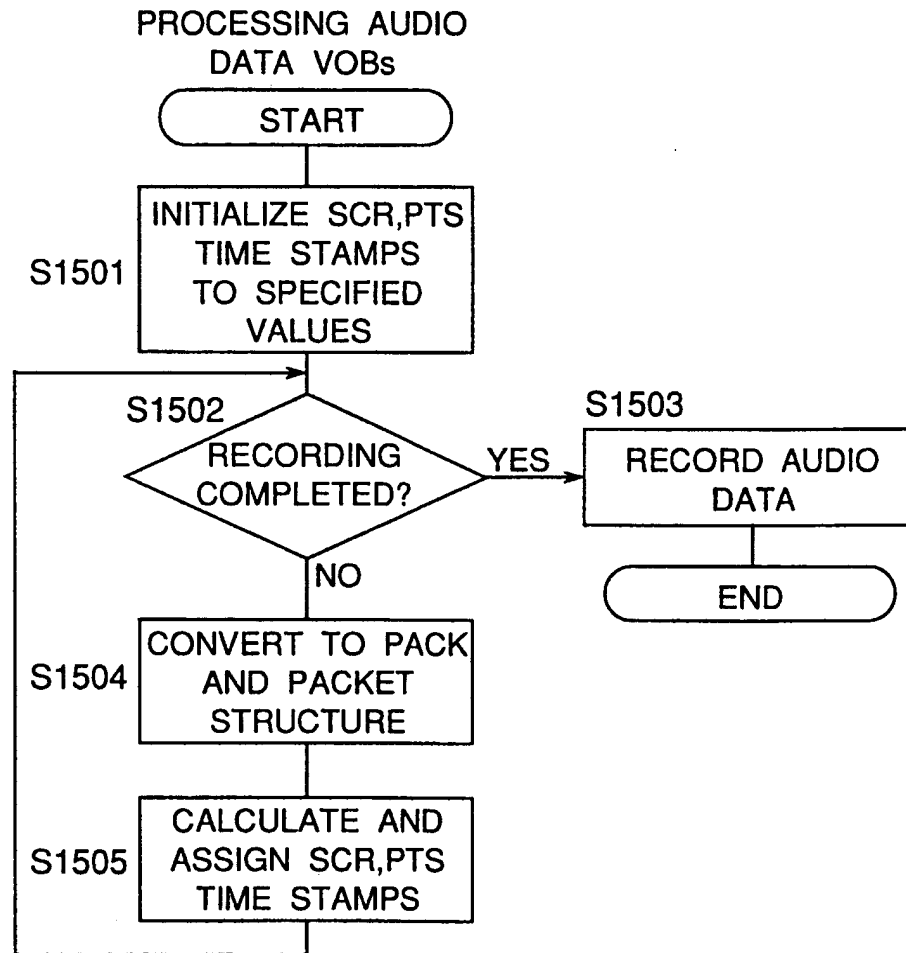 PROCESSING AUDIO
DATA VOBs
START
S1501
INITIALIZE SCR,PTS
TIME STAMPS
TO SPECIFIED
VALUES
S1502
RECORDING
COMPLETED?
YES
NO
S1503
RECORD AUDIO
DATA
END
S1504
CONVERT TO PACK
AND PACKET
STRUCTURE
S1505
CALCULATE AND
ASSIGN SCR,PTS
TIME STAMPS